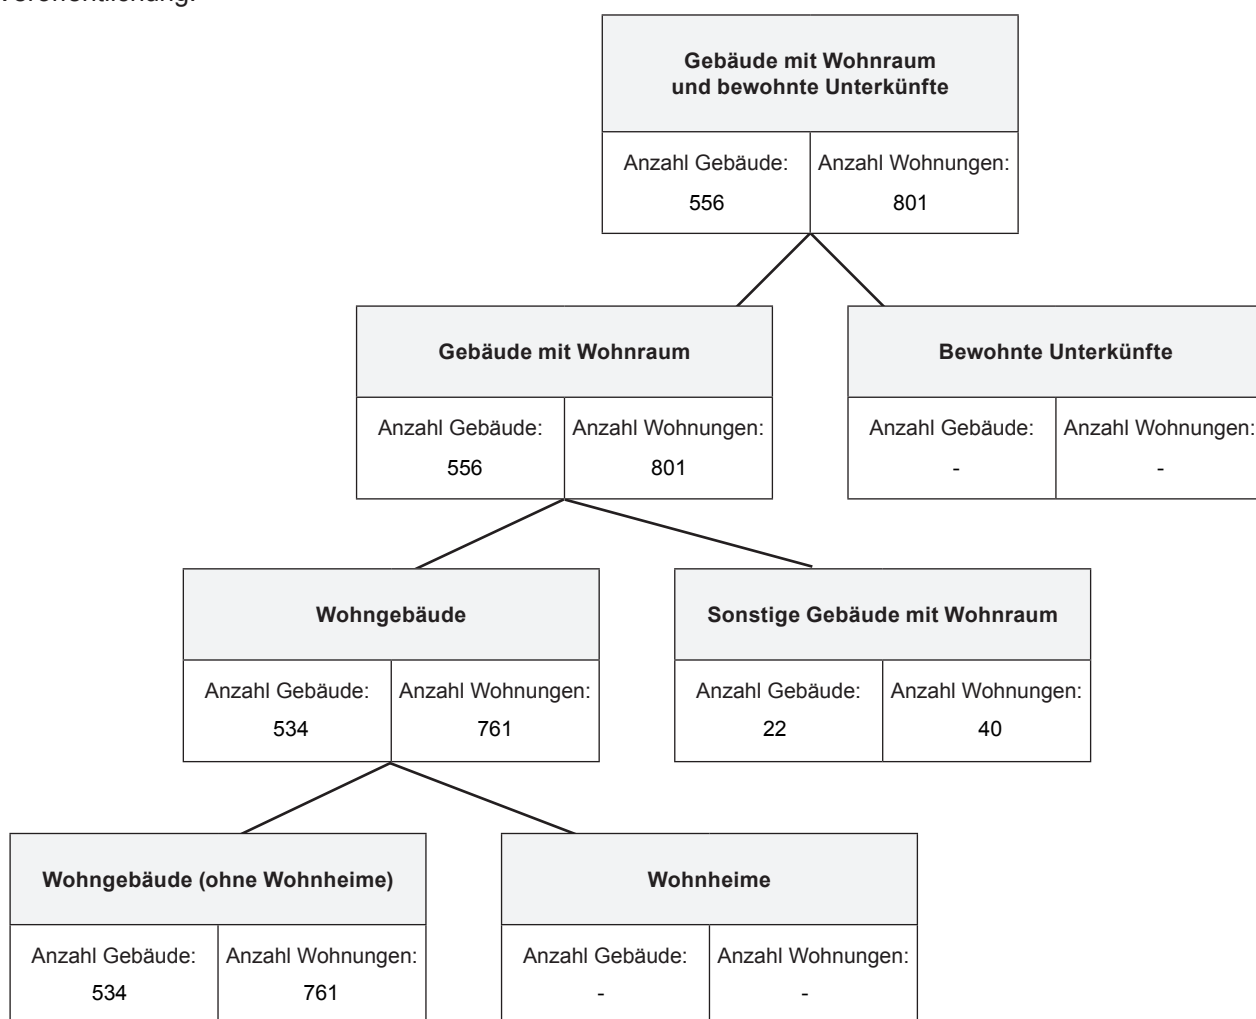 Veröffentlichung.
Gebäude mit Wohnraum
und bewohnte Unterkünfte
Anzahl Gebäude: Anzahl Wohnungen:
556 801
Gebäude mit Wohnraum
Bewohnte Unterkünfte
Anzahl Gebäude: Anzahl Wohnungen:
556 801
Anzahl Gebäude: Anzahl Wohnungen:
- -
Wohngebäude
Sonstige Gebäude mit Wohnraum
Anzahl Gebäude: Anzahl Wohnungen:
534 761
Anzahl Gebäude: Anzahl Wohnungen:
22 40
Wohngebäude (ohne Wohnheime)
Wohnheime
Anzahl Gebäude: Anzahl Wohnungen:
534 761
Anzahl Gebäude: Anzahl Wohnungen:
- -